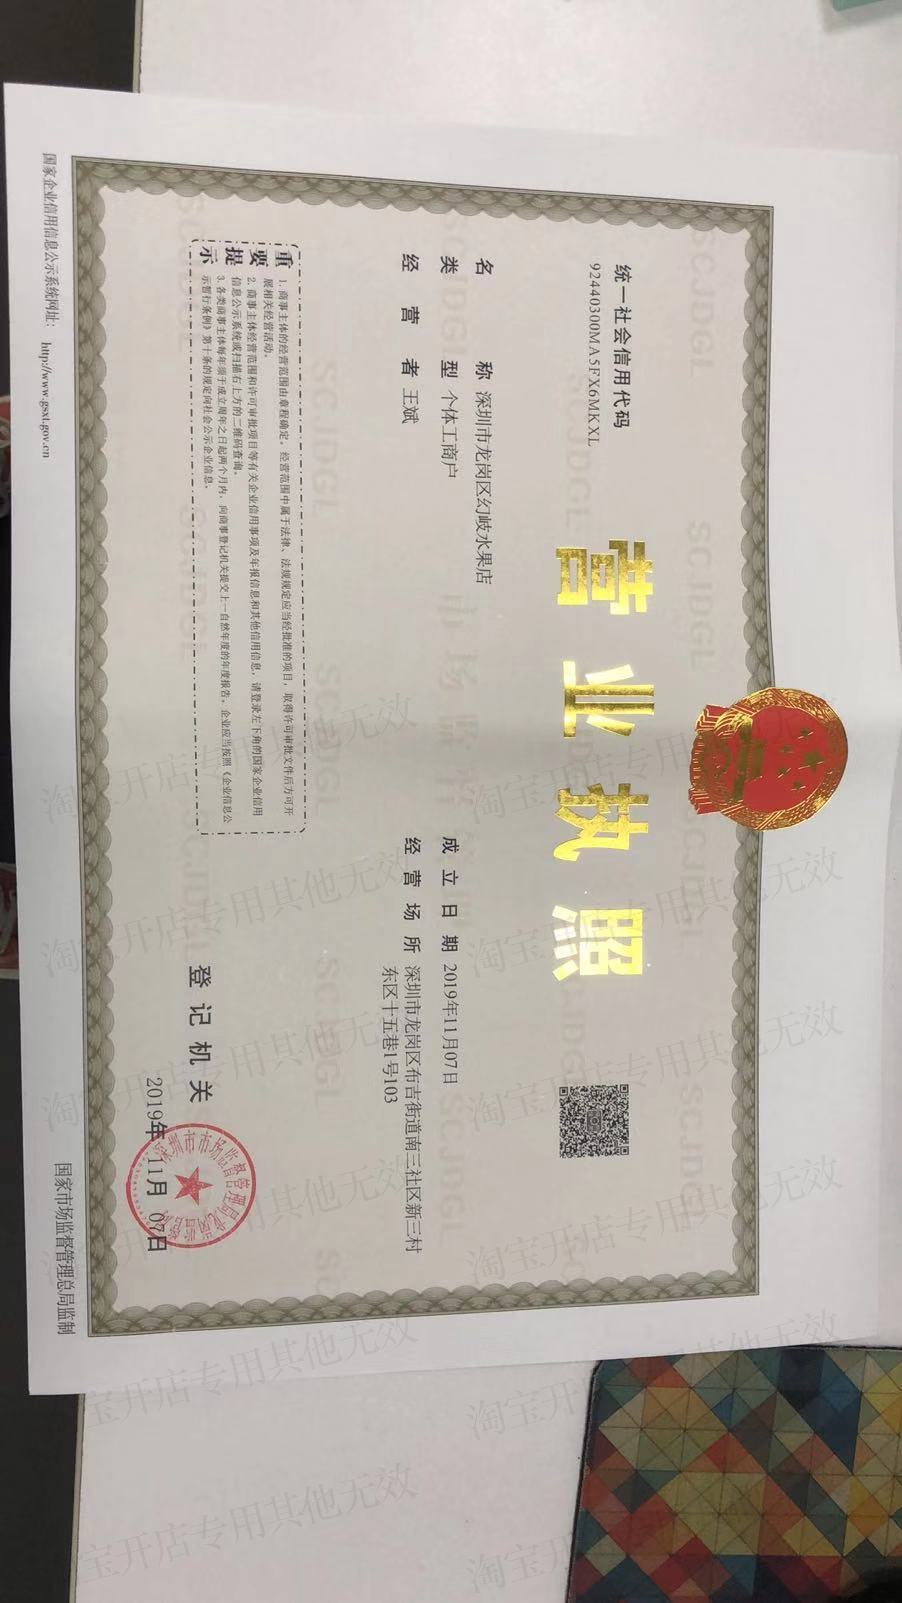 营业执照
统一社会信用代码
92440300MA5FX6MKXL
名称 深圳市龙岗区幻岐水果店
类型 个体工商户
经营者 王斌
成立日期 2019年11月07日
经营场所 深圳市龙岗区布吉街道南三社区新三村
东区十五巷1号103
重要提示
1. 商事主体的经营范围由章程确定。经营范围中属于法律、法规规定应当经批准的项目，取得许可审批文件后方可开
展相关经营活动。
2. 商事主体经营范围和许可审批项目等有关企业信用事项及年报信息和其他信用信息，请登录左下角的国家企业信用
信息公示系统或扫描右上方的二维码查询。
3. 各类商事主体每年须于成立周年之日起两个月内，向商事登记机关提交上一自然年度的年度报告。企业应当按照《企业信息公
示暂行条例》第十条的规定向社会公示企业信息。
登记机关
2019年11月07日
国家企业信用信息公示系统网址： http://www.gsxt.gov.cn
国家市场监督管理总局监制
SCJDGL
淘宝开店专用其他无效